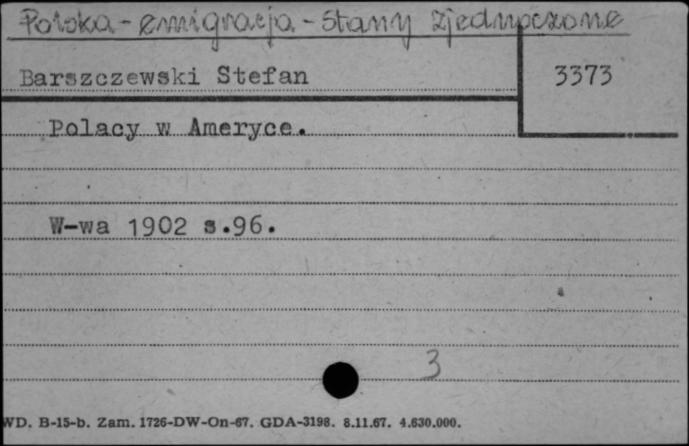 Polska - emigracja - Stany Zjednoczone
Barszczewski Stefan 3373
Polacy w Ameryce.
W-wa 1902 s.96.
3
WD. B-15-b. Zam. 1726-DW-On-67. GDA-3198. 8.11.67. 4.630.000.